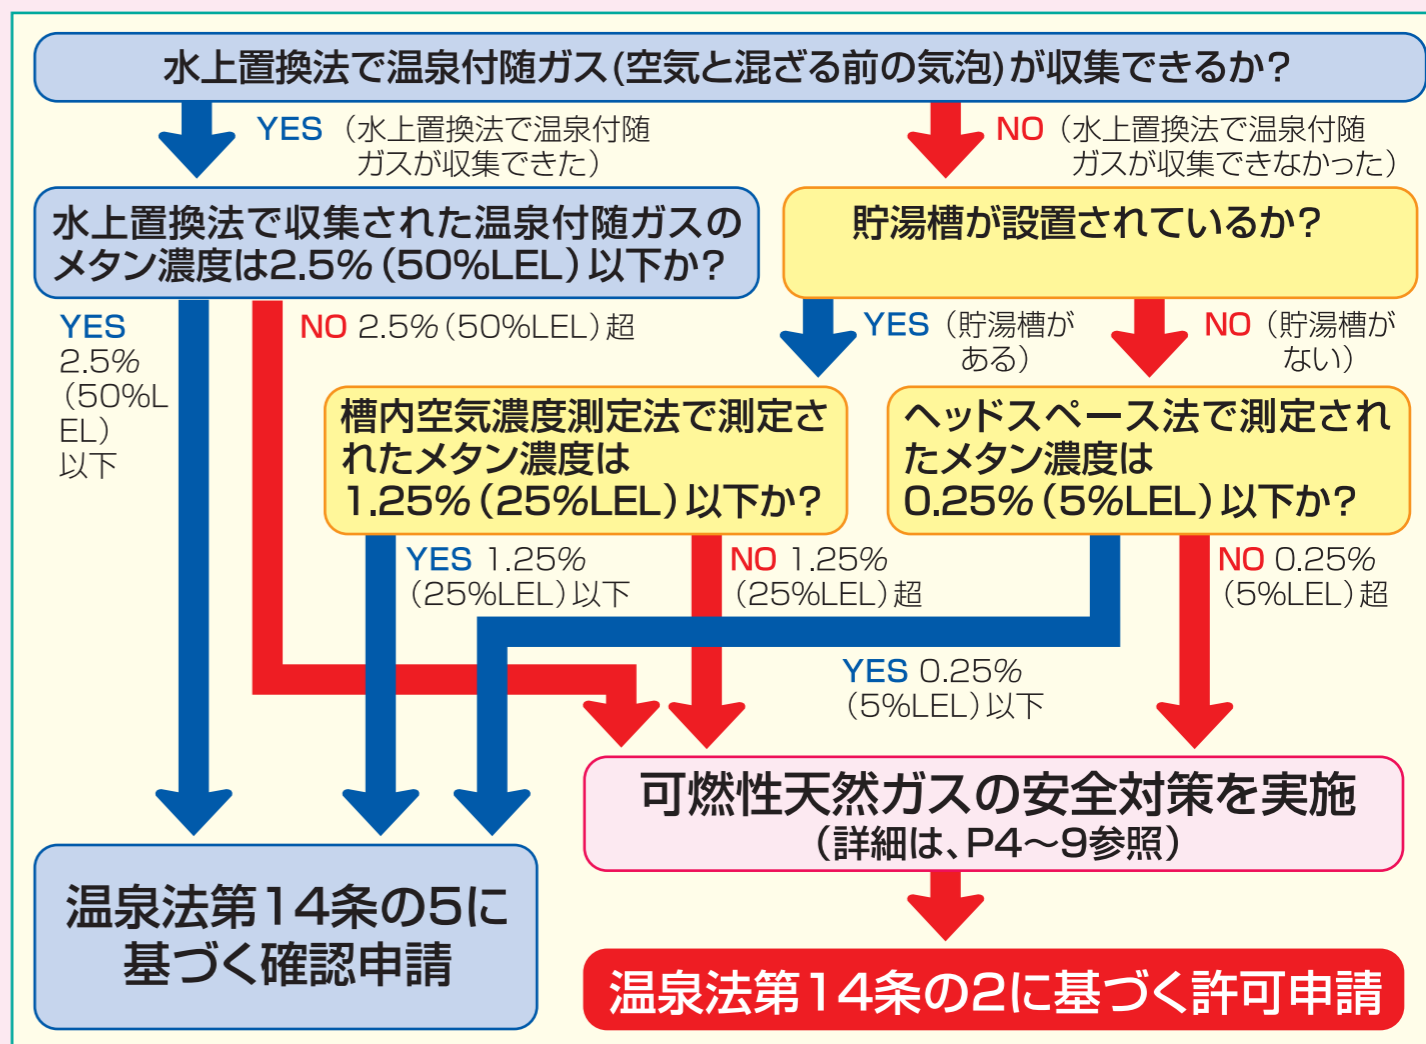 水上置換法で温泉付随ガス(空気と混ざる前の気泡)が収集できるか?
YES（水上置換法で温泉付随
ガスが収集できた）
NO（水上置換法で温泉付随
ガスが収集できなかった）
水上置換法で収集された温泉付随ガスの
メタン濃度は2.5%（50%LEL）以下か?
貯湯槽が設置されているか?
YES
2.5%
（50%L
EL）
以下
NO 2.5%（50%LEL）超
YES（貯湯槽が
ある）
NO（貯湯槽が
ない）
槽内空気濃度測定法で測定さ
れたメタン濃度は
1.25%（25%LEL）以下か?
ヘッドスペース法で測定され
たメタン濃度は
0.25%（5%LEL）以下か?
YES 1.25%
（25%LEL）以下
NO 1.25%
（25%LEL）超
NO 0.25%
（5%LEL）超
YES 0.25%
（5%LEL）以下
可燃性天然ガスの安全対策を実施
（詳細は、P4〜9参照）
温泉法第14条の5に
基づく確認申請
温泉法第14条の2に基づく許可申請